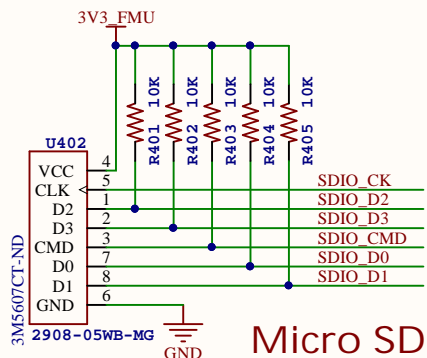 3V3_FMU
10K
10K
10K
10K
10K
R401
R402
R403
R404
R405
U402
VCC 4
CLK 5 SDIO_CK
D2 1 SDIO_D2
D3 2 SDIO_D3
CMD 3 SDIO_CMD
D0 7 SDIO_D0
D1 8 SDIO_D1
GND 6
3M5607CT-ND
2908-05WB-MG
GND
Micro SD